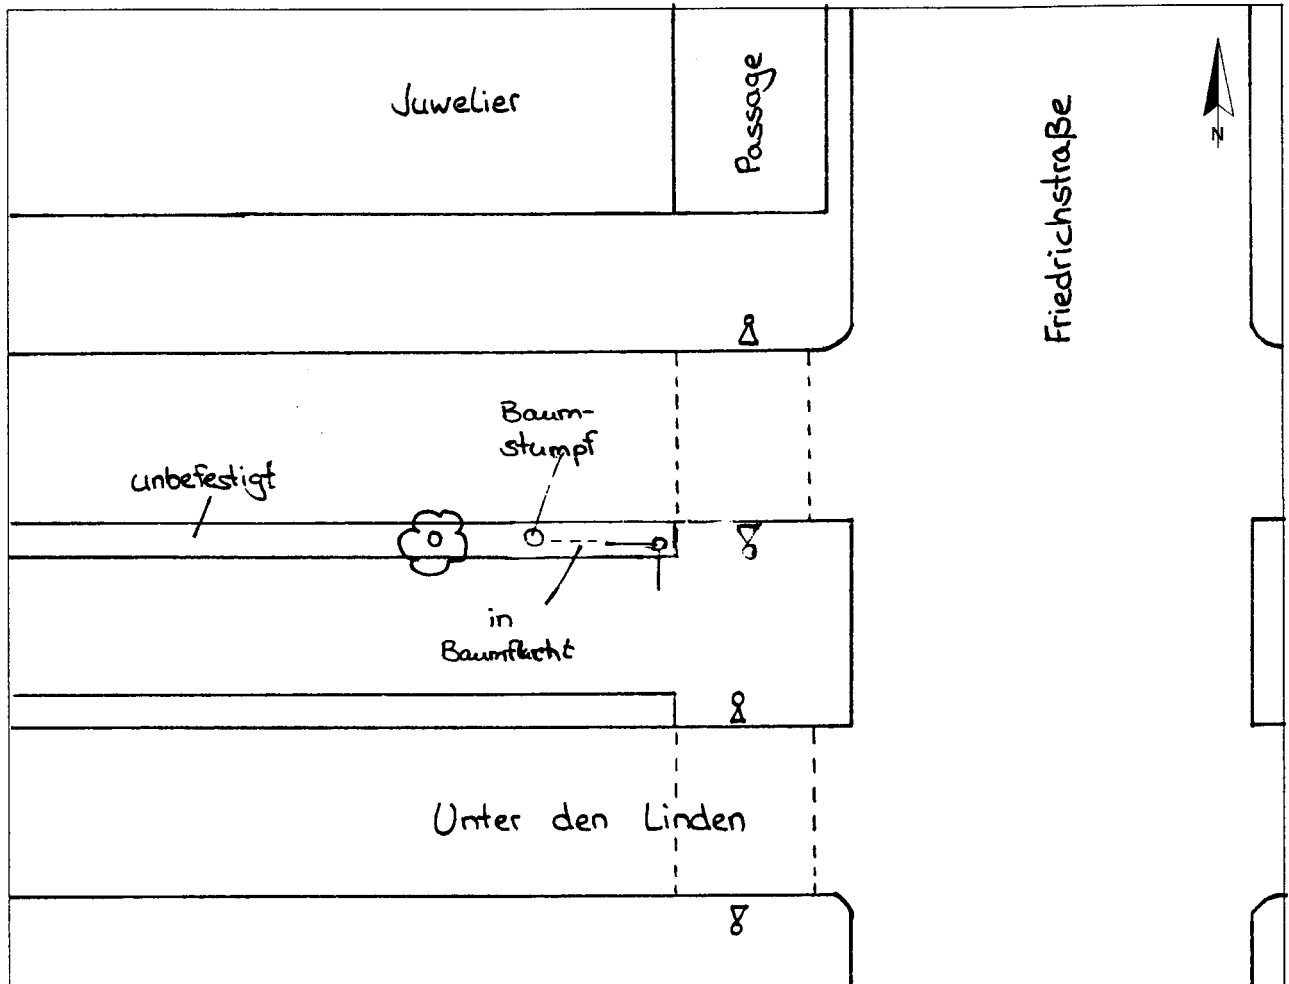 Juwelier
Passage
Friedrichstraße
N
Baum-
stumpf
unbefestigt
in
Baumflucht
Unter den Linden